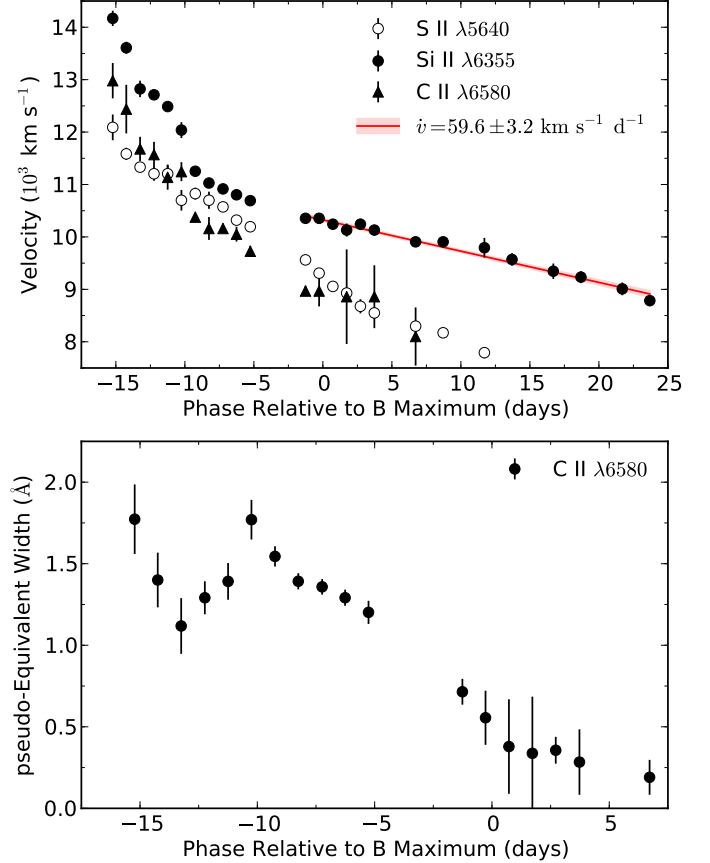 14
13
12
11
10
9
8
Velocity (10³ km s⁻¹)
S II λ5640
Si II λ6355
C II λ6580
v̇=59.6±3.2 km s⁻¹ d⁻¹
−15 −10 −5 0 5 10 15 20 25
Phase Relative to B Maximum (days)
2.0
1.5
1.0
0.5
0.0
pseudo-Equivalent Width (Å)
C II λ6580
−15 −10 −5 0 5
Phase Relative to B Maximum (days)